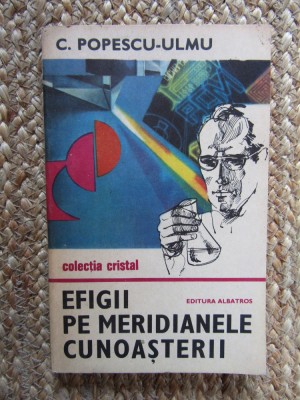 C. POPESCU-ULMU
colecția cristal
EFIGII
EDITURA ALBATROS
PE MERIDIANELE
CUNOAȘTERII